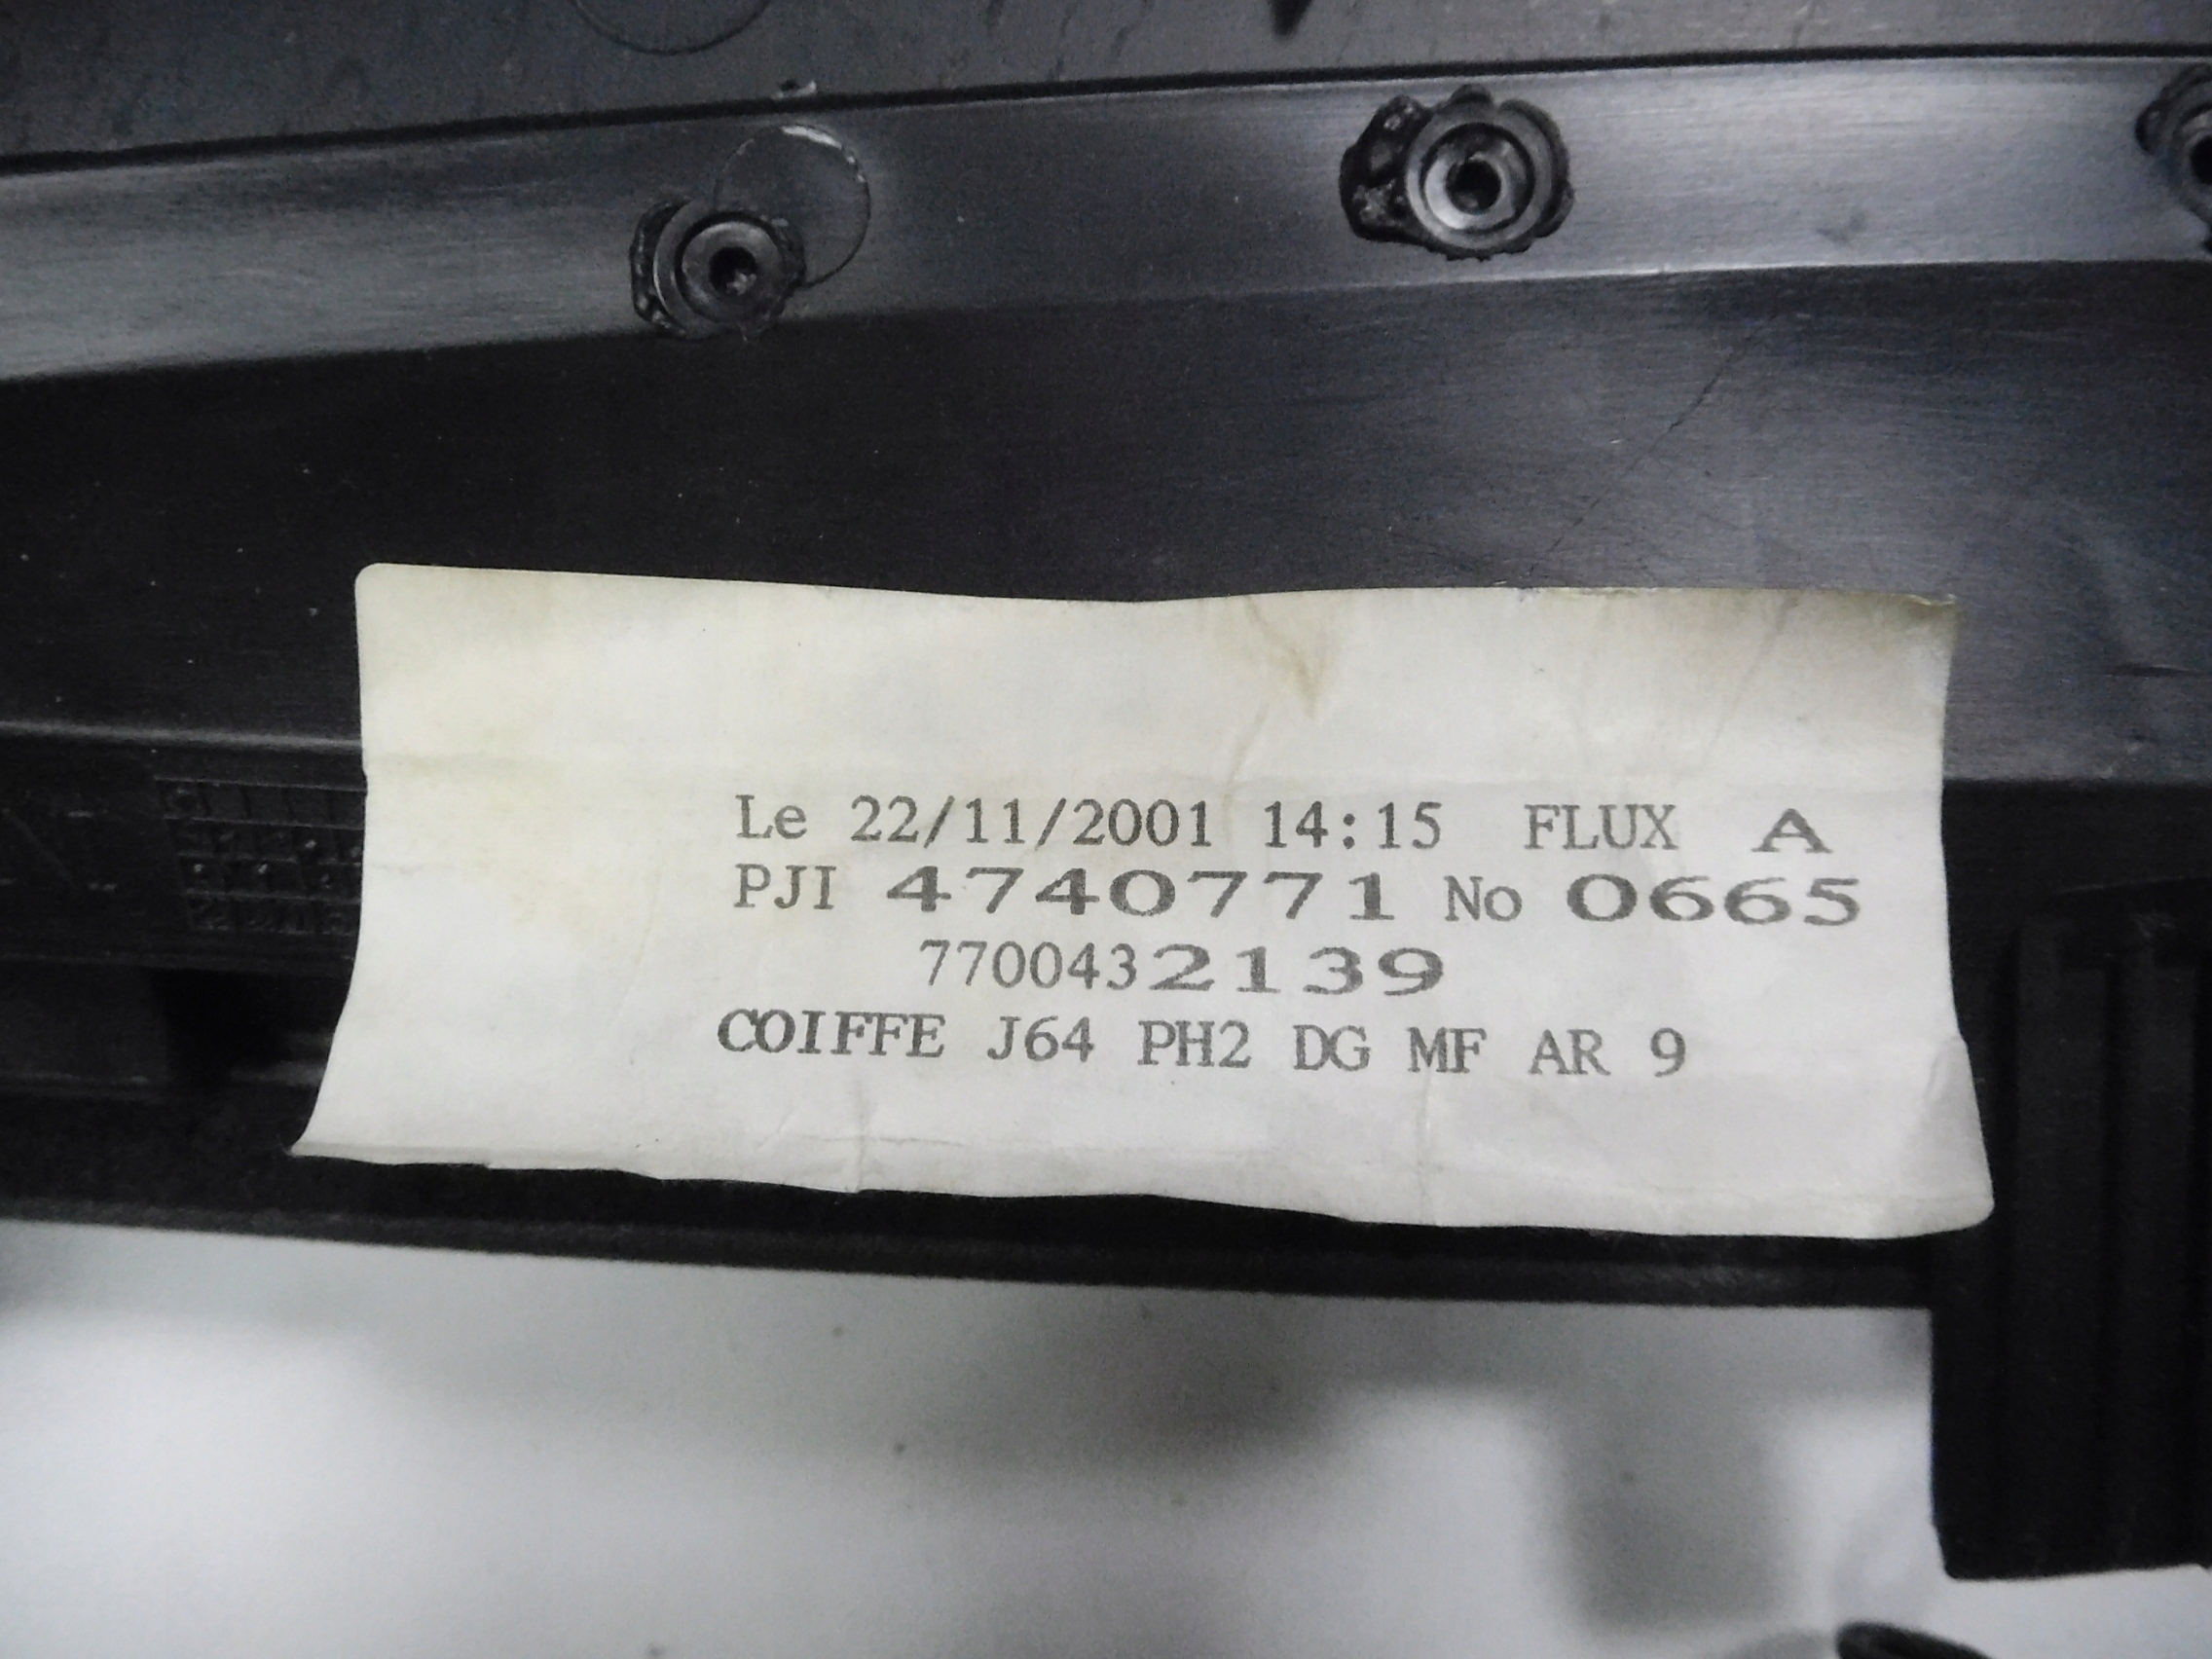 Le 22/11/2001 14:15 FLUX A
PJI 4740771 No 0665
7700432139
COIFFE J64 PH2 DG MF AR 9